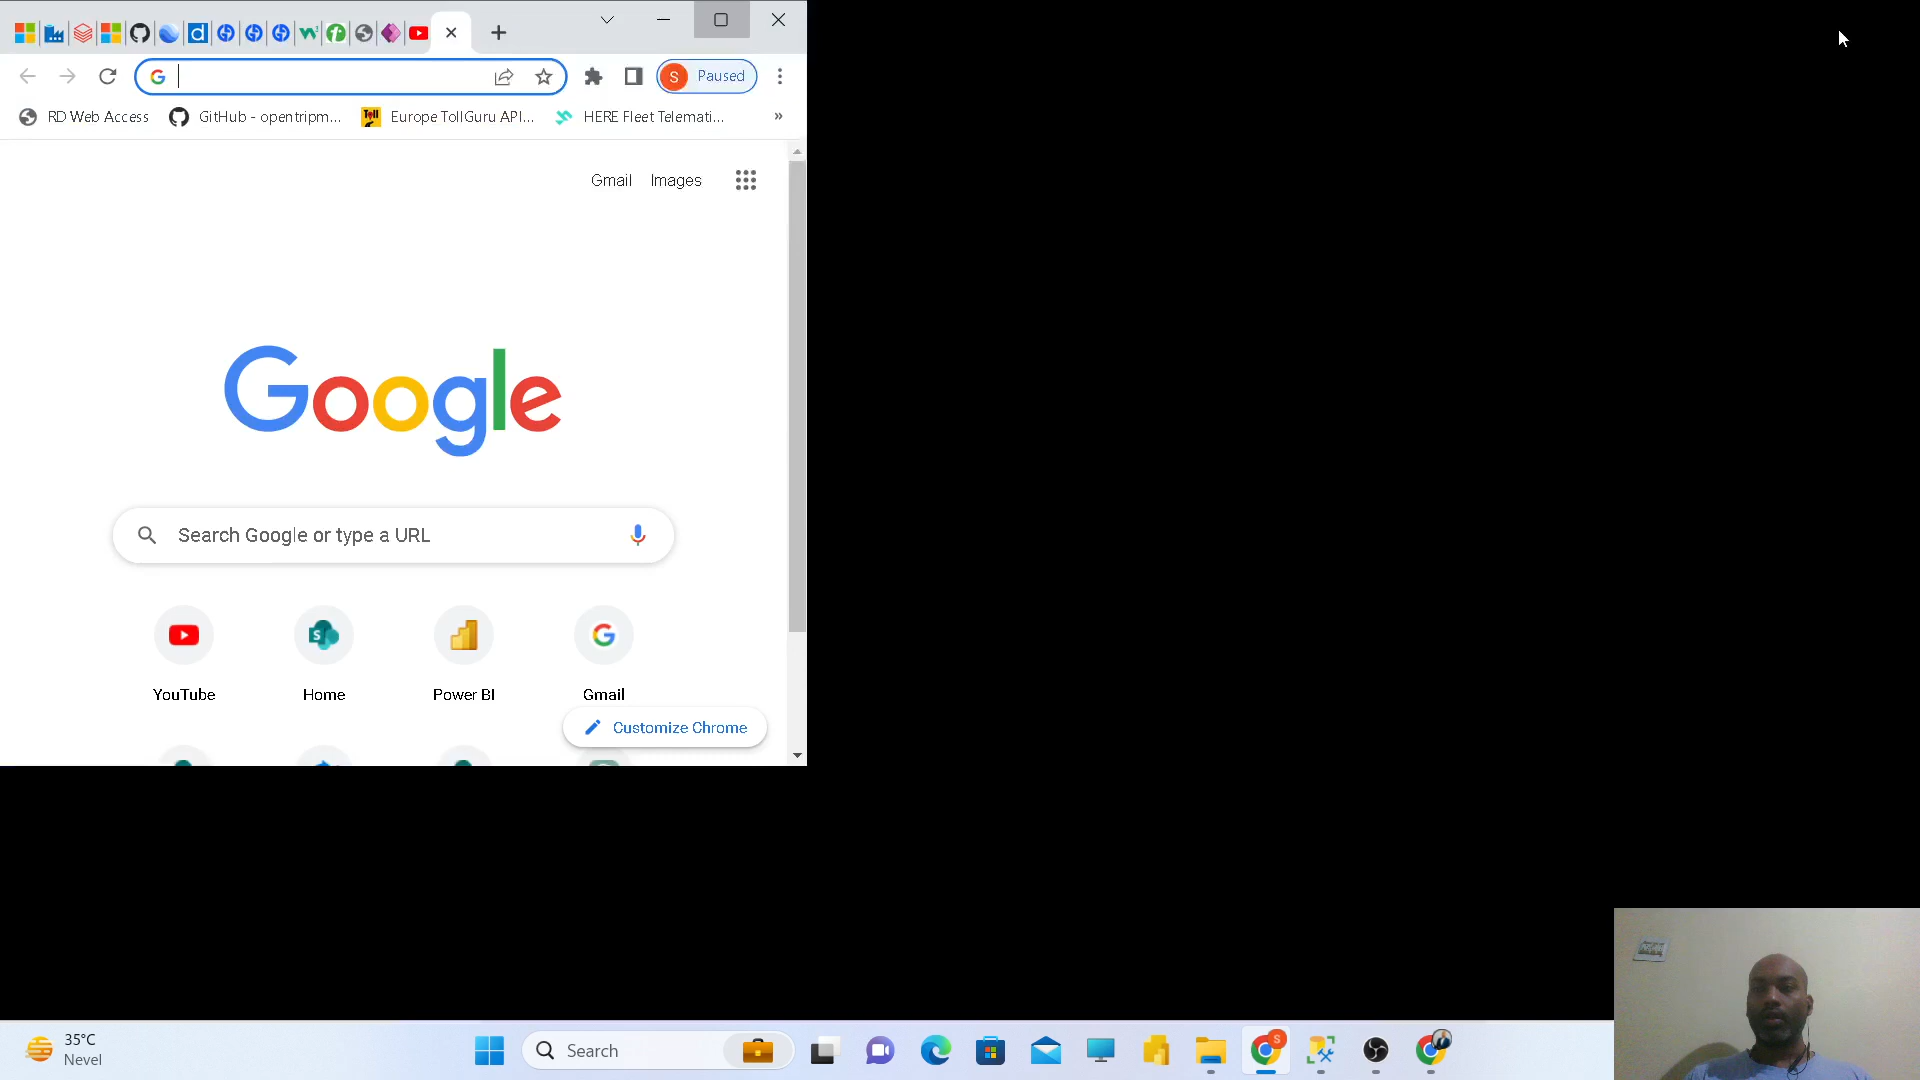 S Paused
RD Web Access GitHub - opentripm... Europe TollGuru API... HERE Fleet Telemati... »
Gmail Images
Google
Search Google or type a URL
YouTube Home Power BI Gmail
Customize Chrome
35°C
Nevel
Search
S